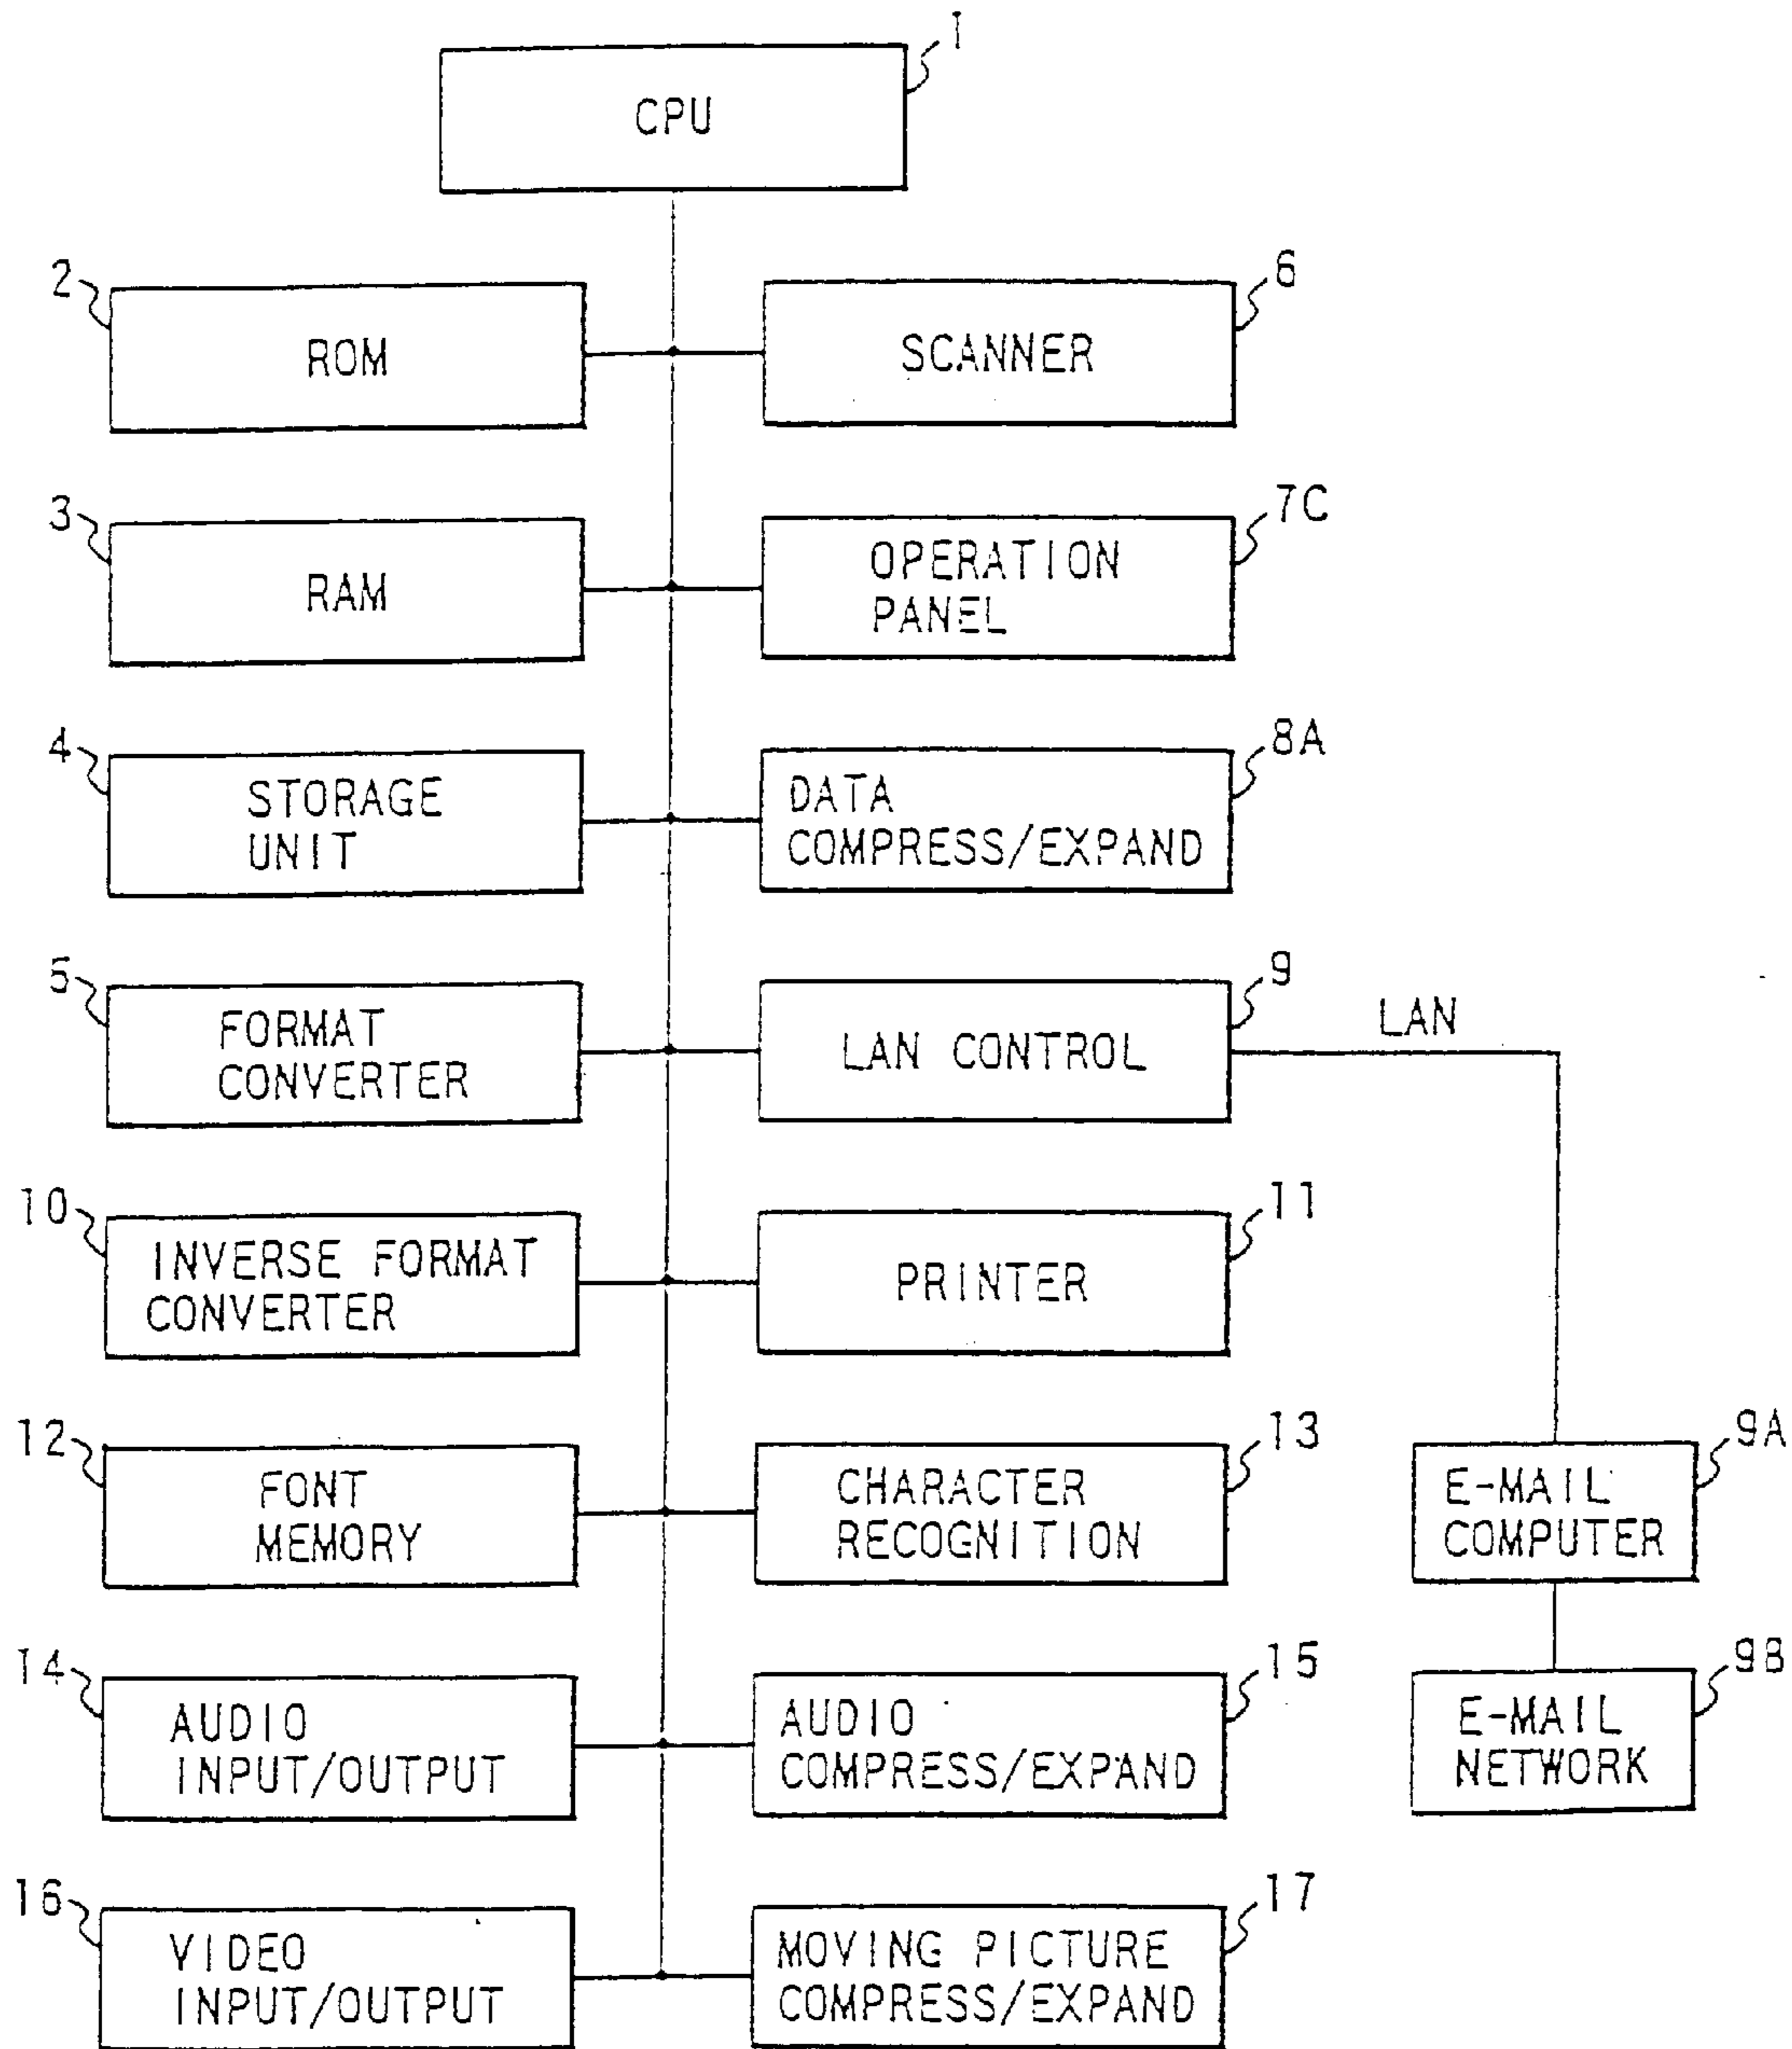 1
CPU
2
ROM
6
SCANNER
3
RAM
7C
OPERATION
PANEL
4
STORAGE
UNIT
8A
DATA
COMPRESS/EXPAND
5
FORMAT
CONVERTER
9
LAN CONTROL
LAN
10
INVERSE FORMAT
CONVERTER
11
PRINTER
12
FONT
MEMORY
13
CHARACTER
RECOGNITION
9A
E-MAIL
COMPUTER
14
AUDIO
INPUT/OUTPUT
15
AUDIO
COMPRESS/EXPAND
9B
E-MAIL
NETWORK
16
VIDEO
INPUT/OUTPUT
17
MOVING PICTURE
COMPRESS/EXPAND